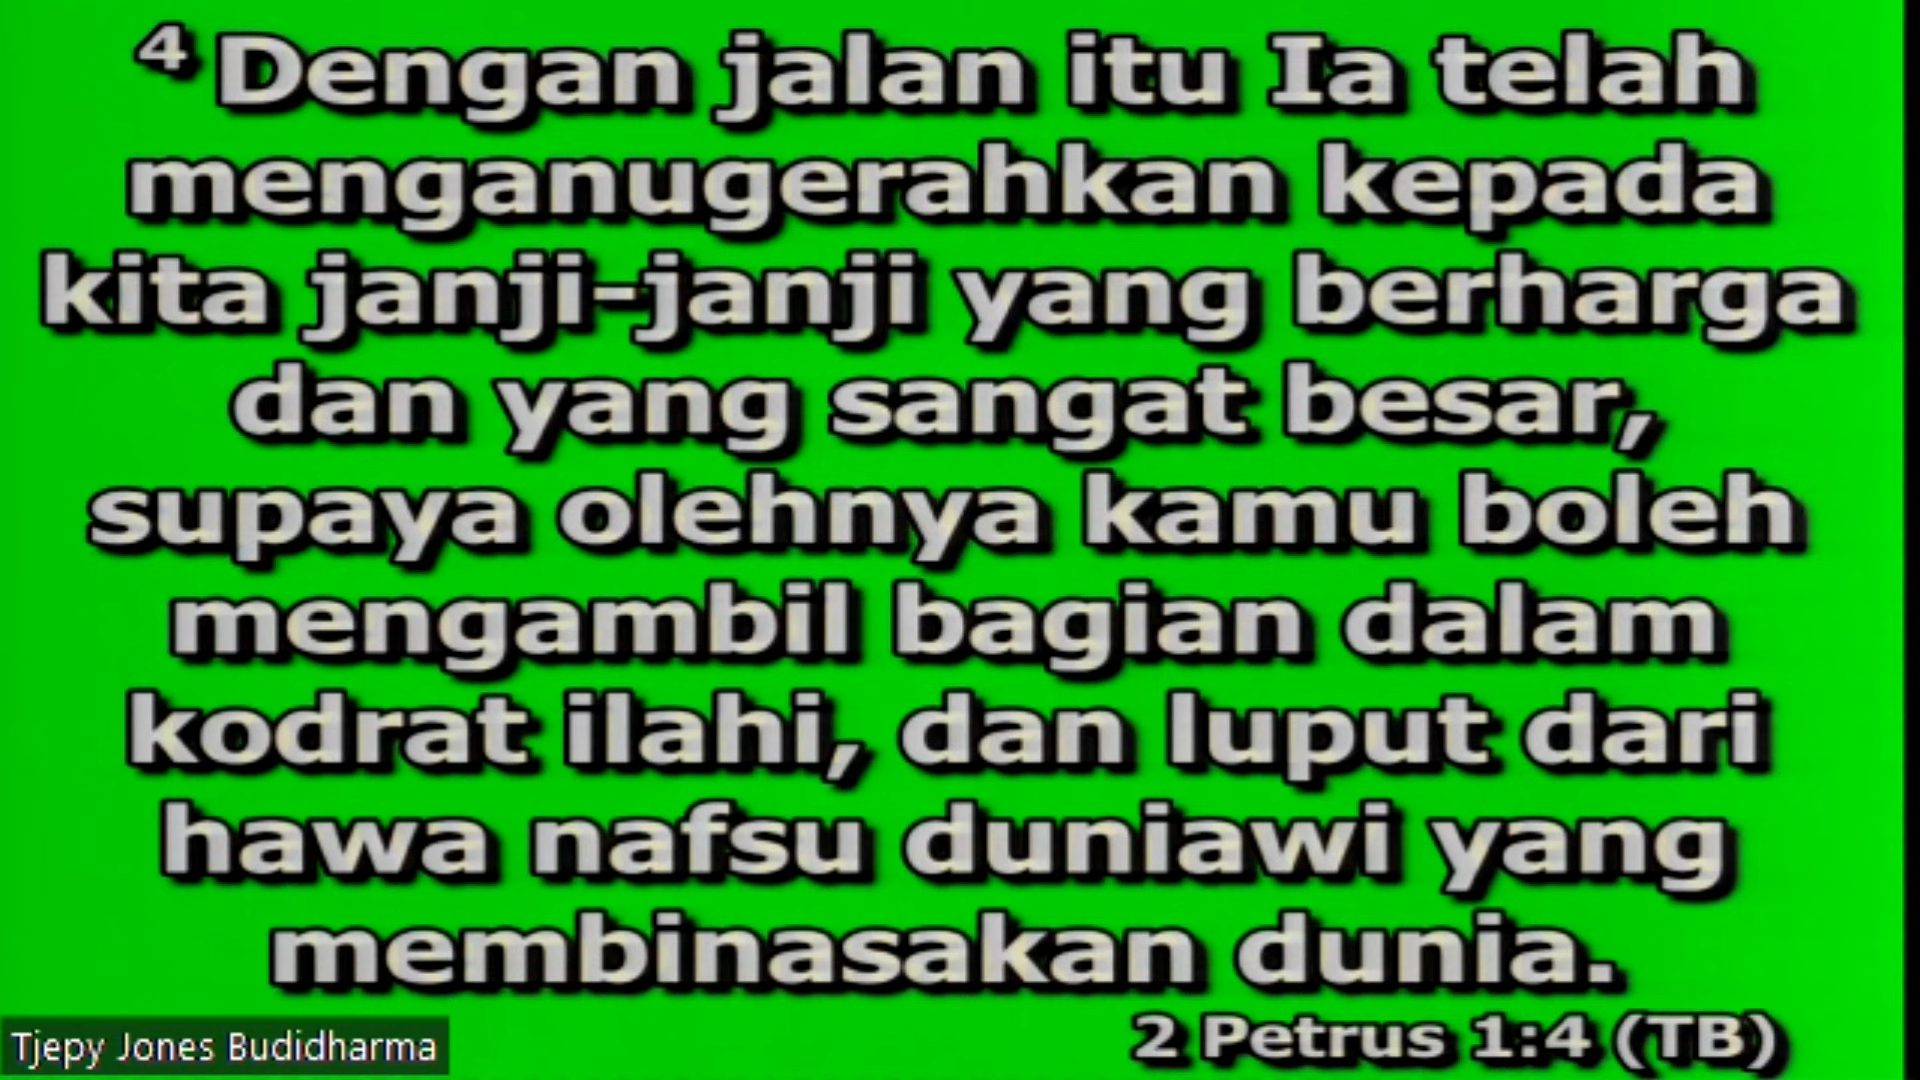 ⁴ Dengan jalan itu Ia telah
menganugerahkan kepada
kita janji-janji yang berharga
dan yang sangat besar,
supaya olehnya kamu boleh
mengambil bagian dalam
kodrat ilahi, dan luput dari
hawa nafsu duniawi yang
membinasakan dunia.
2 Petrus 1:4 (TB)
Tjepy Jones Budidharma